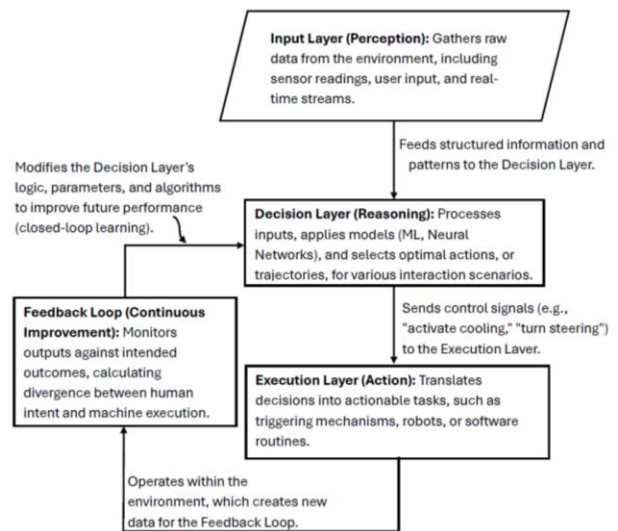 Input Layer (Perception): Gathers raw
data from the environment, including
sensor readings, user input, and real-
time streams.
Feeds structured information and
patterns to the Decision Layer.
Modifies the Decision Layer's
logic, parameters, and algorithms
to improve future performance
(closed-loop learning).
Decision Layer (Reasoning): Processes
inputs, applies models (ML, Neural
Networks), and selects optimal actions, or
trajectories, for various interaction scenarios.
Feedback Loop (Continuous
Improvement): Monitors
outputs against intended
outcomes, calculating
divergence between human
intent and machine execution.
Sends control signals (e.g.,
"activate cooling," "turn steering")
to the Execution Laver.
Execution Layer (Action): Translates
decisions into actionable tasks, such as
triggering mechanisms, robots, or software
routines.
Operates within the
environment, which creates new
data for the Feedback Loop.